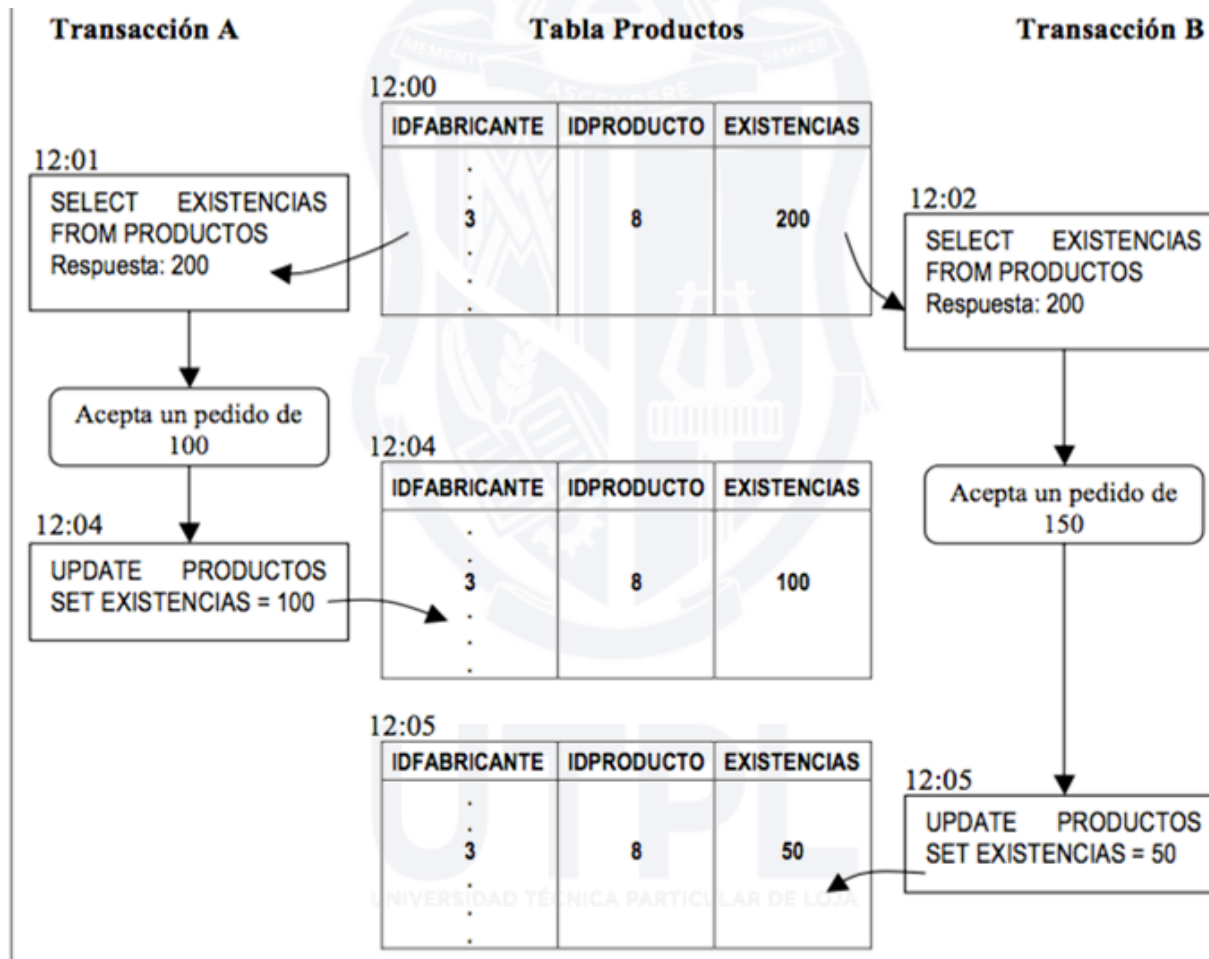 Transacción A
Tabla Productos
Transacción B
MEMENTO ASCENDERE SEMPER
12:00
IDFABRICANTE IDPRODUCTO EXISTENCIAS
3 8 200
12:01
SELECT EXISTENCIAS
FROM PRODUCTOS
Respuesta: 200
12:02
SELECT EXISTENCIAS
FROM PRODUCTOS
Respuesta: 200
Acepta un pedido de
100
12:04
IDFABRICANTE IDPRODUCTO EXISTENCIAS
3 8 100
Acepta un pedido de
150
12:04
UPDATE PRODUCTOS
SET EXISTENCIAS = 100
12:05
IDFABRICANTE IDPRODUCTO EXISTENCIAS
3 8 50
12:05
UPDATE PRODUCTOS
SET EXISTENCIAS = 50
UTPL
UNIVERSIDAD TÉCNICA PARTICULAR DE LOJA